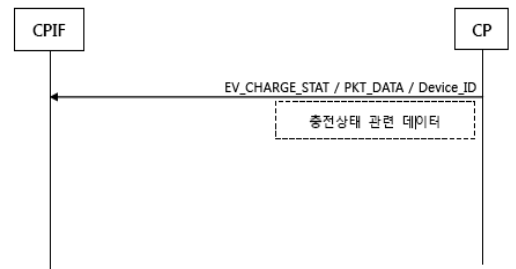 CPIF
CP
EV_CHARGE_STAT / PKT_DATA / Device_ID
충전상태 관련 데이터